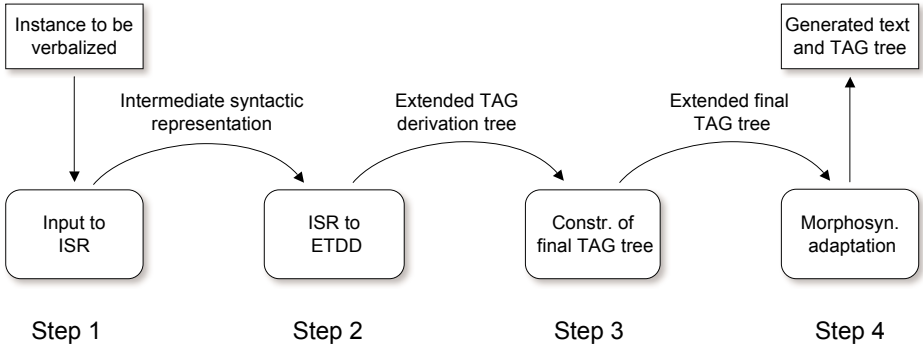 Instance to be
verbalized
Generated text
and TAG tree
Intermediate syntactic
representation
Extended TAG
derivation tree
Extended final
TAG tree
Input to
ISR
ISR to
ETDD
Constr. of
final TAG tree
Morphosyn.
adaptation
Step 1
Step 2
Step 3
Step 4